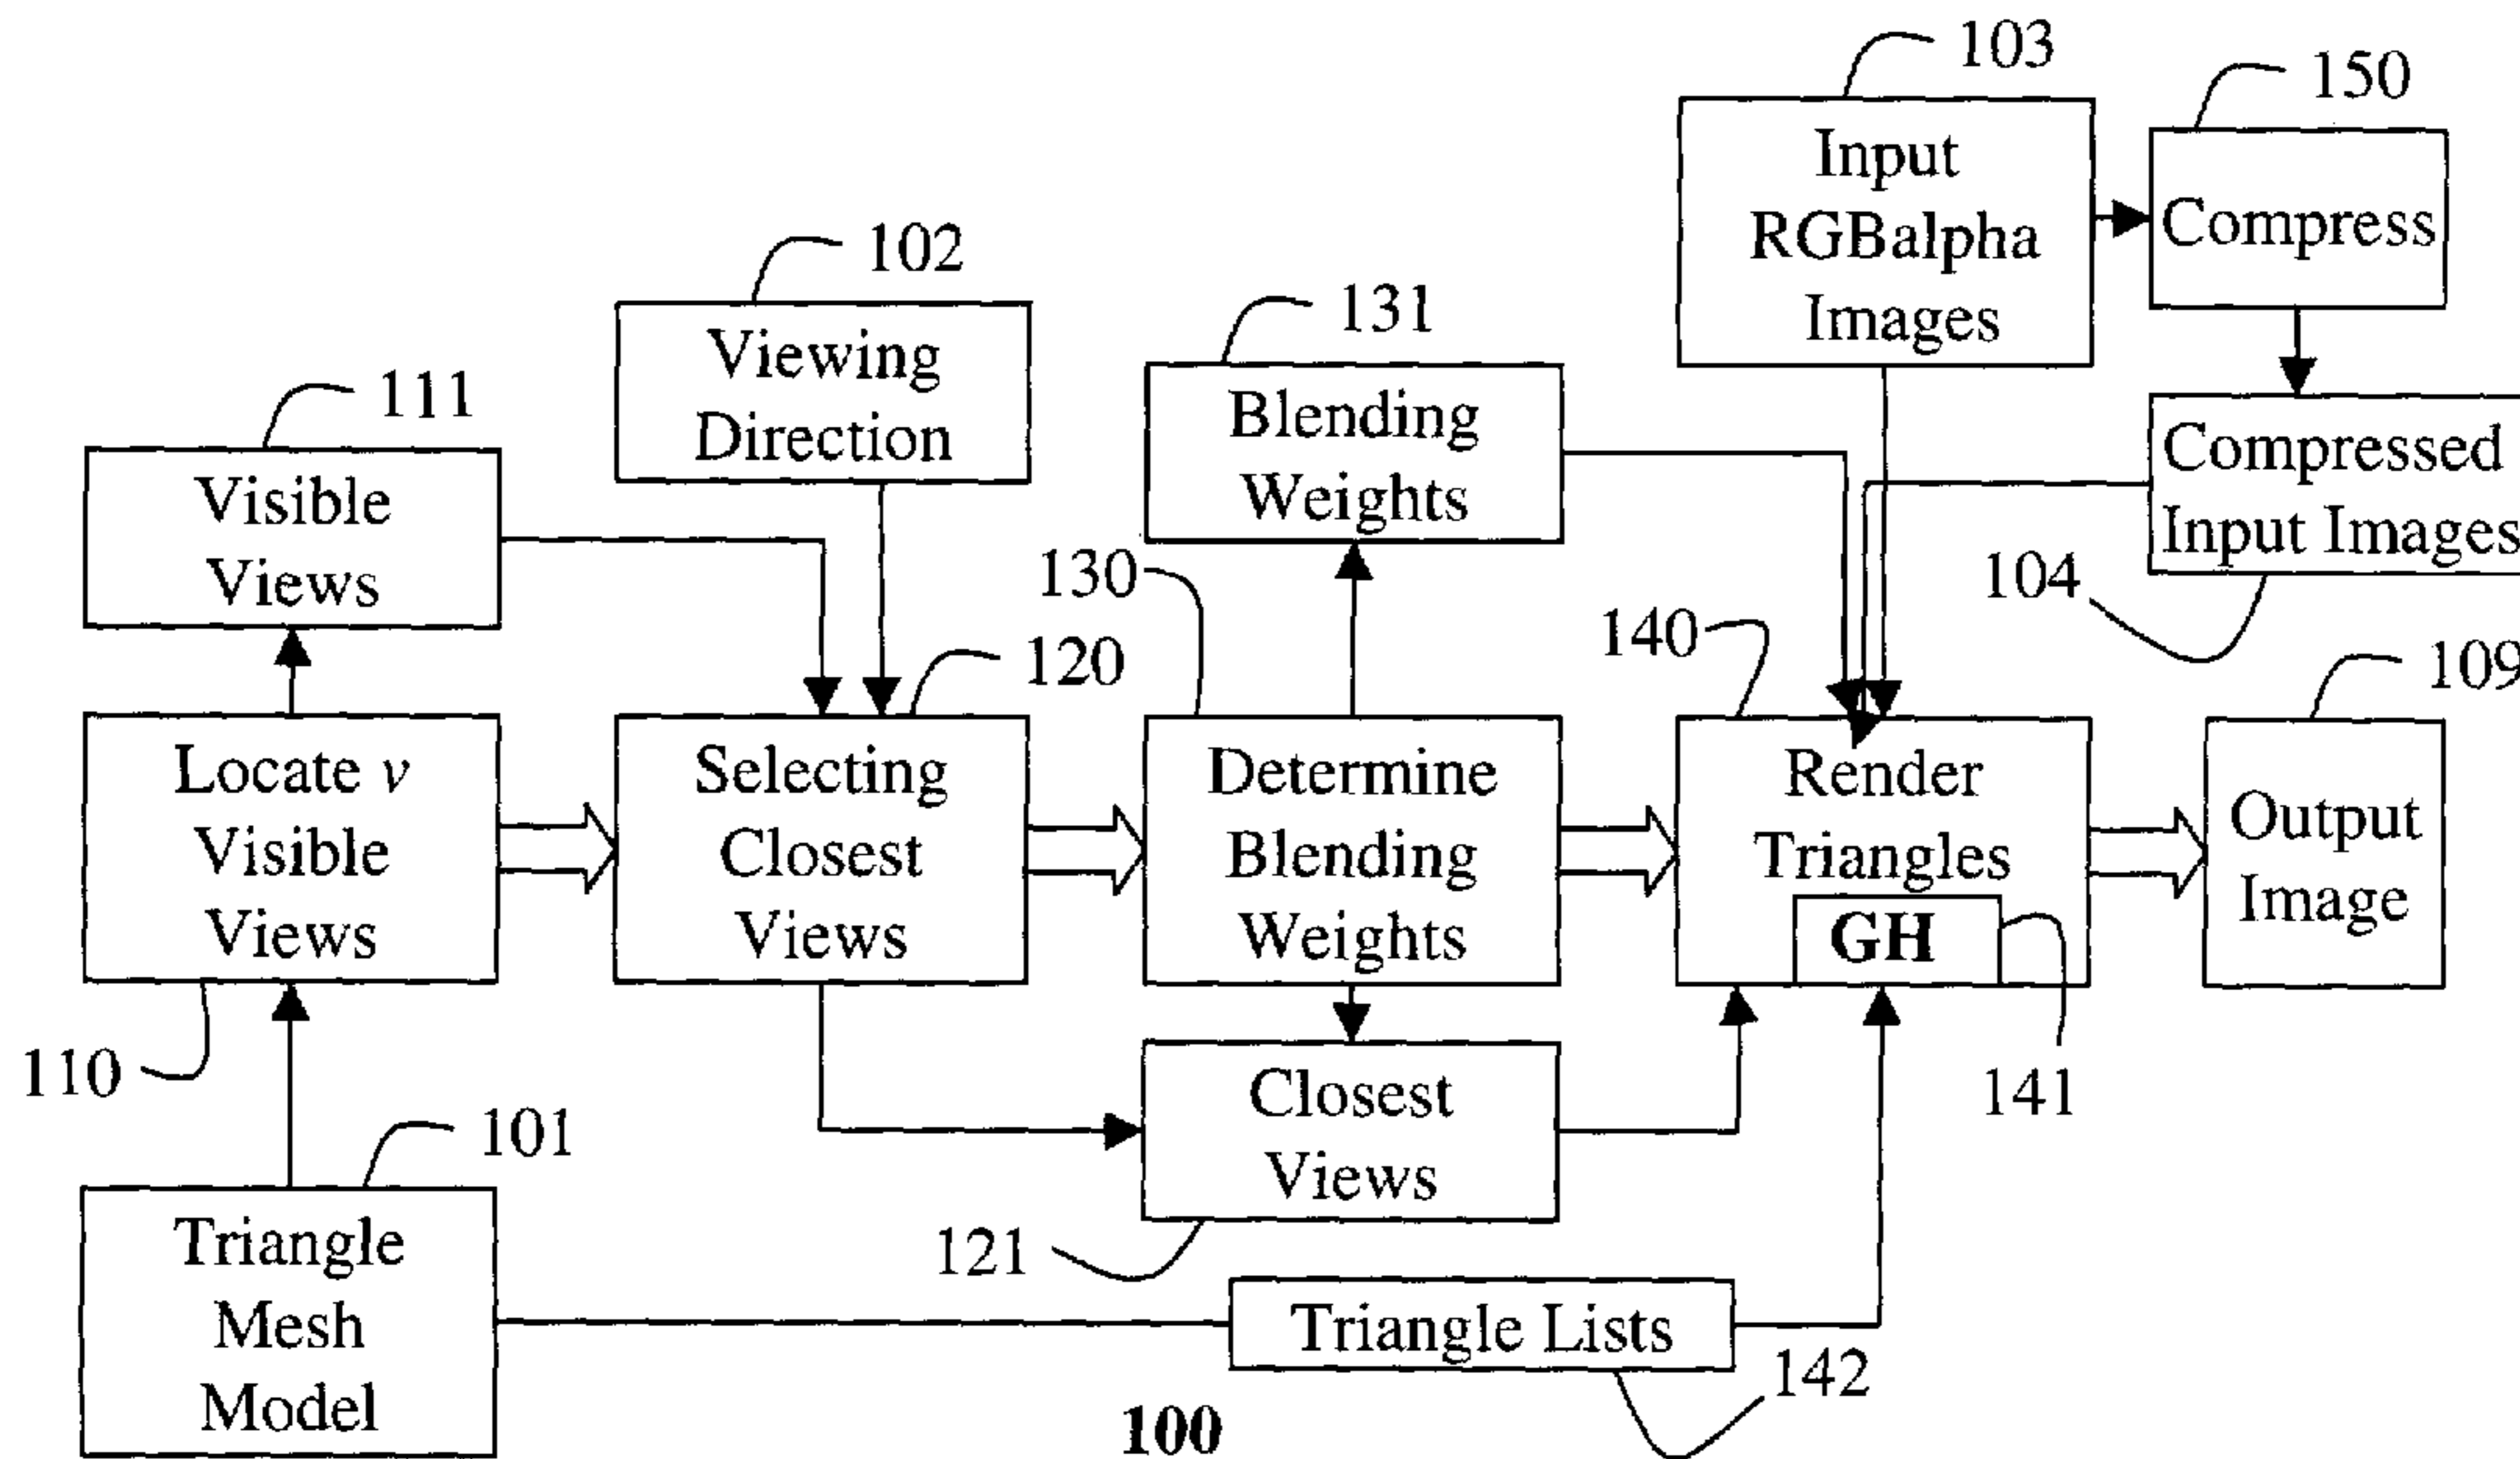 103
150
Input
RGBalpha
Images
Compress
102
Viewing
Direction
131
Blending
Weights
111
Visible
Views
Compressed
Input Images
104
130
120
140
109
Locate v
Visible
Views
Selecting
Closest
Views
Determine
Blending
Weights
Render
Triangles
GH
Output
Image
110
141
101
Closest
Views
121
Triangle
Mesh
Model
Triangle Lists
142
100